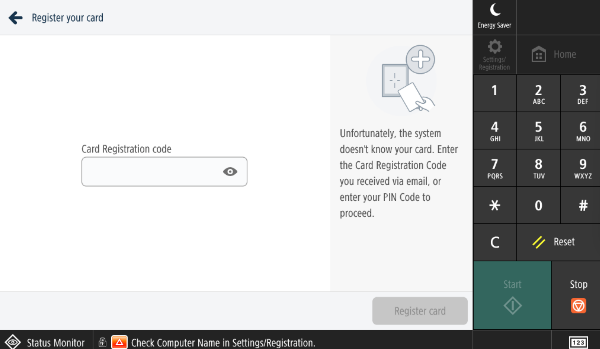 Register your card
Card Registration code
Unfortunately, the system
doesn't know your card. Enter
the Card Registration Code
you received via email, or
enter your PIN Code to
proceed.
Register card
Energy Saver
Settings/
Registration
Home
1
2
ABC
3
DEF
4
GHI
5
JKL
6
MNO
7
PQRS
8
TUV
9
WXYZ
*
0
#
C
Reset
Start
Stop
Status Monitor
Check Computer Name in Settings/Registration.
123